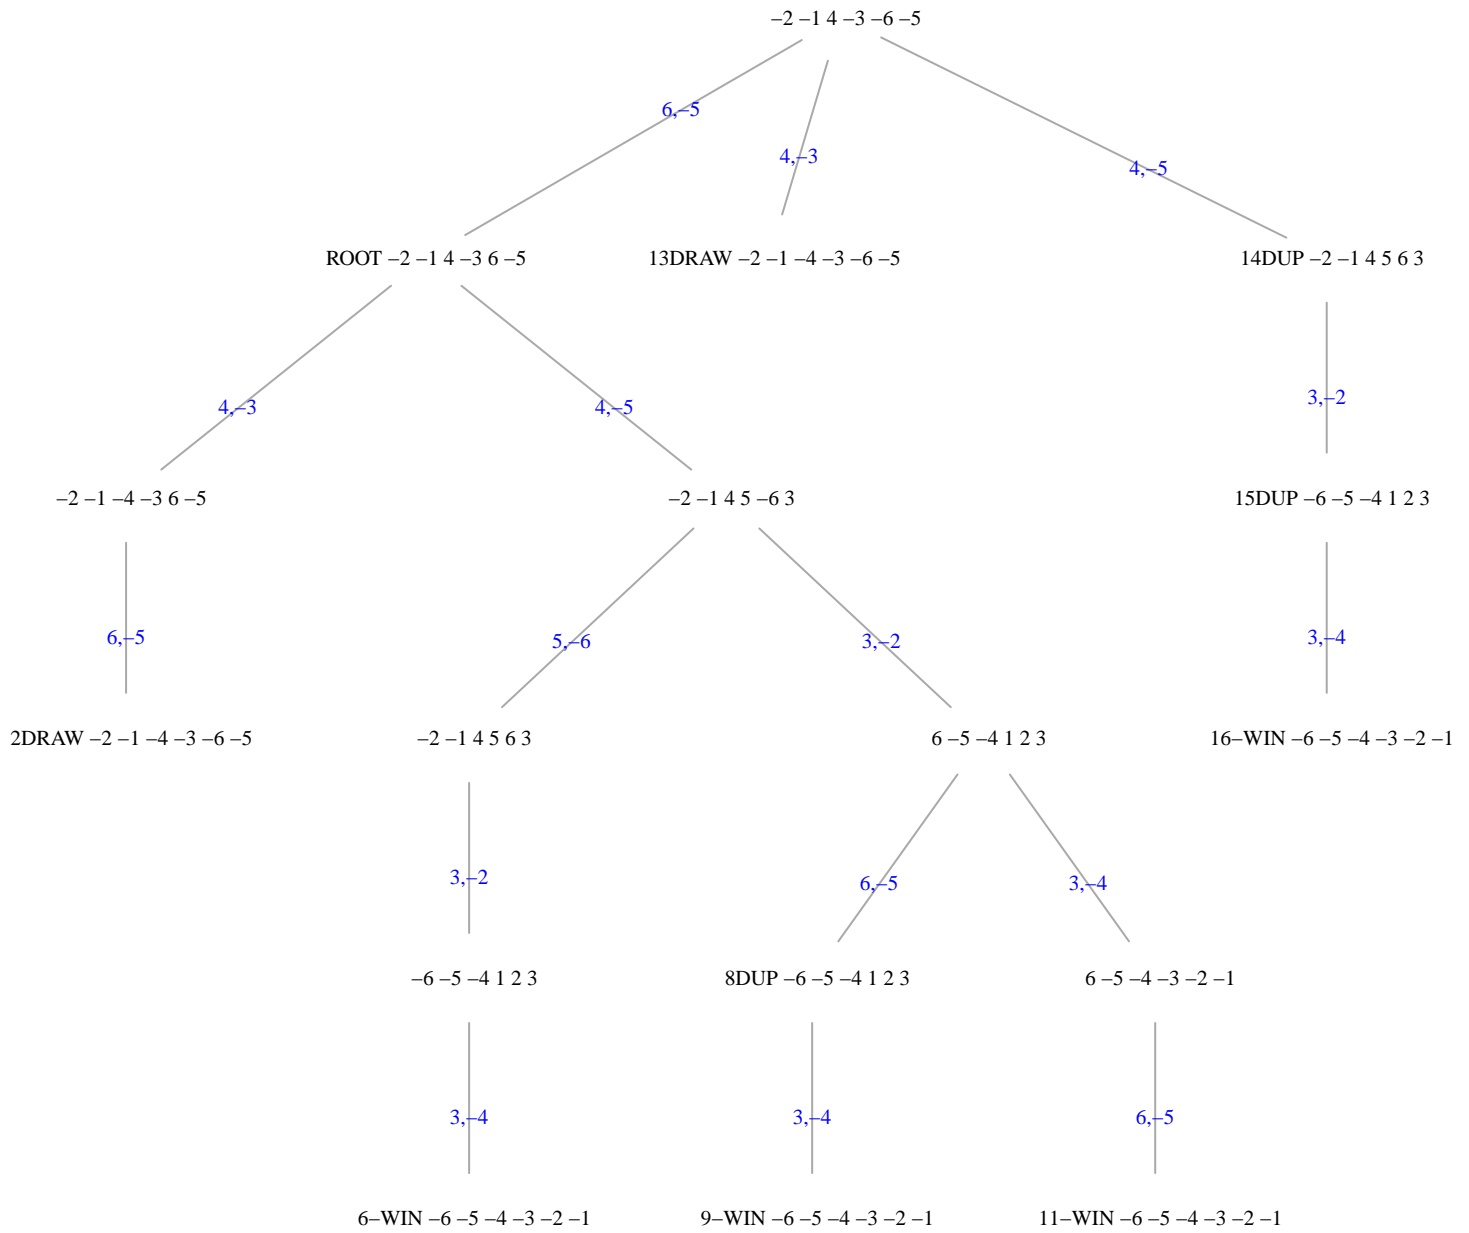 –2 –1 4 –3 –6 –5
6,–5
4,–3
4,–5
ROOT –2 –1 4 –3 6 –5
13DRAW –2 –1 –4 –3 –6 –5
14DUP –2 –1 4 5 6 3
4,–3
4,–5
3,–2
–2 –1 –4 –3 6 –5
–2 –1 4 5 –6 3
15DUP –6 –5 –4 1 2 3
6,–5
5,–6
3,–2
3,–4
2DRAW –2 –1 –4 –3 –6 –5
–2 –1 4 5 6 3
6 –5 –4 1 2 3
16–WIN –6 –5 –4 –3 –2 –1
3,–2
6,–5
3,–4
–6 –5 –4 1 2 3
8DUP –6 –5 –4 1 2 3
6 –5 –4 –3 –2 –1
3,–4
3,–4
6,–5
6–WIN –6 –5 –4 –3 –2 –1
9–WIN –6 –5 –4 –3 –2 –1
11–WIN –6 –5 –4 –3 –2 –1